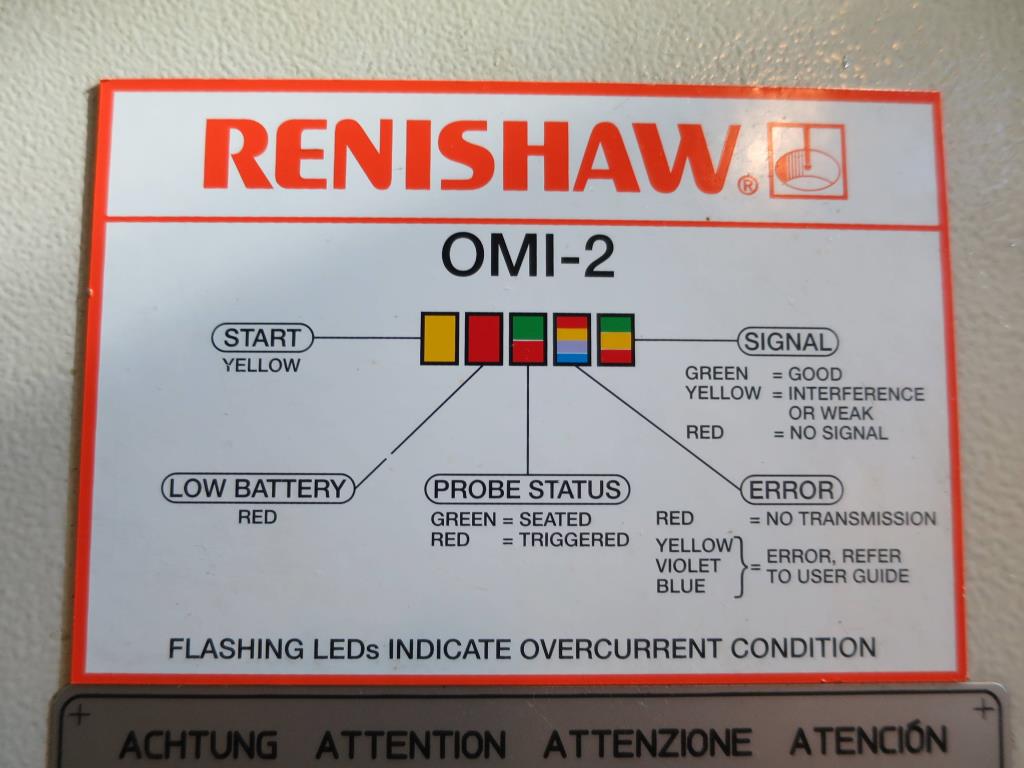 RENISHAW®
OMI-2
START
YELLOW
SIGNAL
GREEN = GOOD
YELLOW = INTERFERENCE
OR WEAK
RED = NO SIGNAL
LOW BATTERY
RED
PROBE STATUS
GREEN = SEATED
RED = TRIGGERED
ERROR
RED = NO TRANSMISSION
YELLOW
VIOLET
BLUE
= ERROR, REFER
TO USER GUIDE
FLASHING LEDs INDICATE OVERCURRENT CONDITION
ACHTUNG ATTENTION ATTENZIONE ATENCIÓN